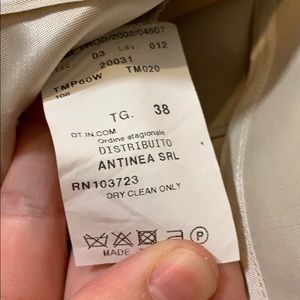 PROD/2002/04607
03 Lav. 012
20031
TMP60W TM020
TG. 38
DT.IN.COM
Ordine stagionale
DISTRIBUITO
ANTINEA SRL
RN103723
DRY CLEAN ONLY
P
MADE